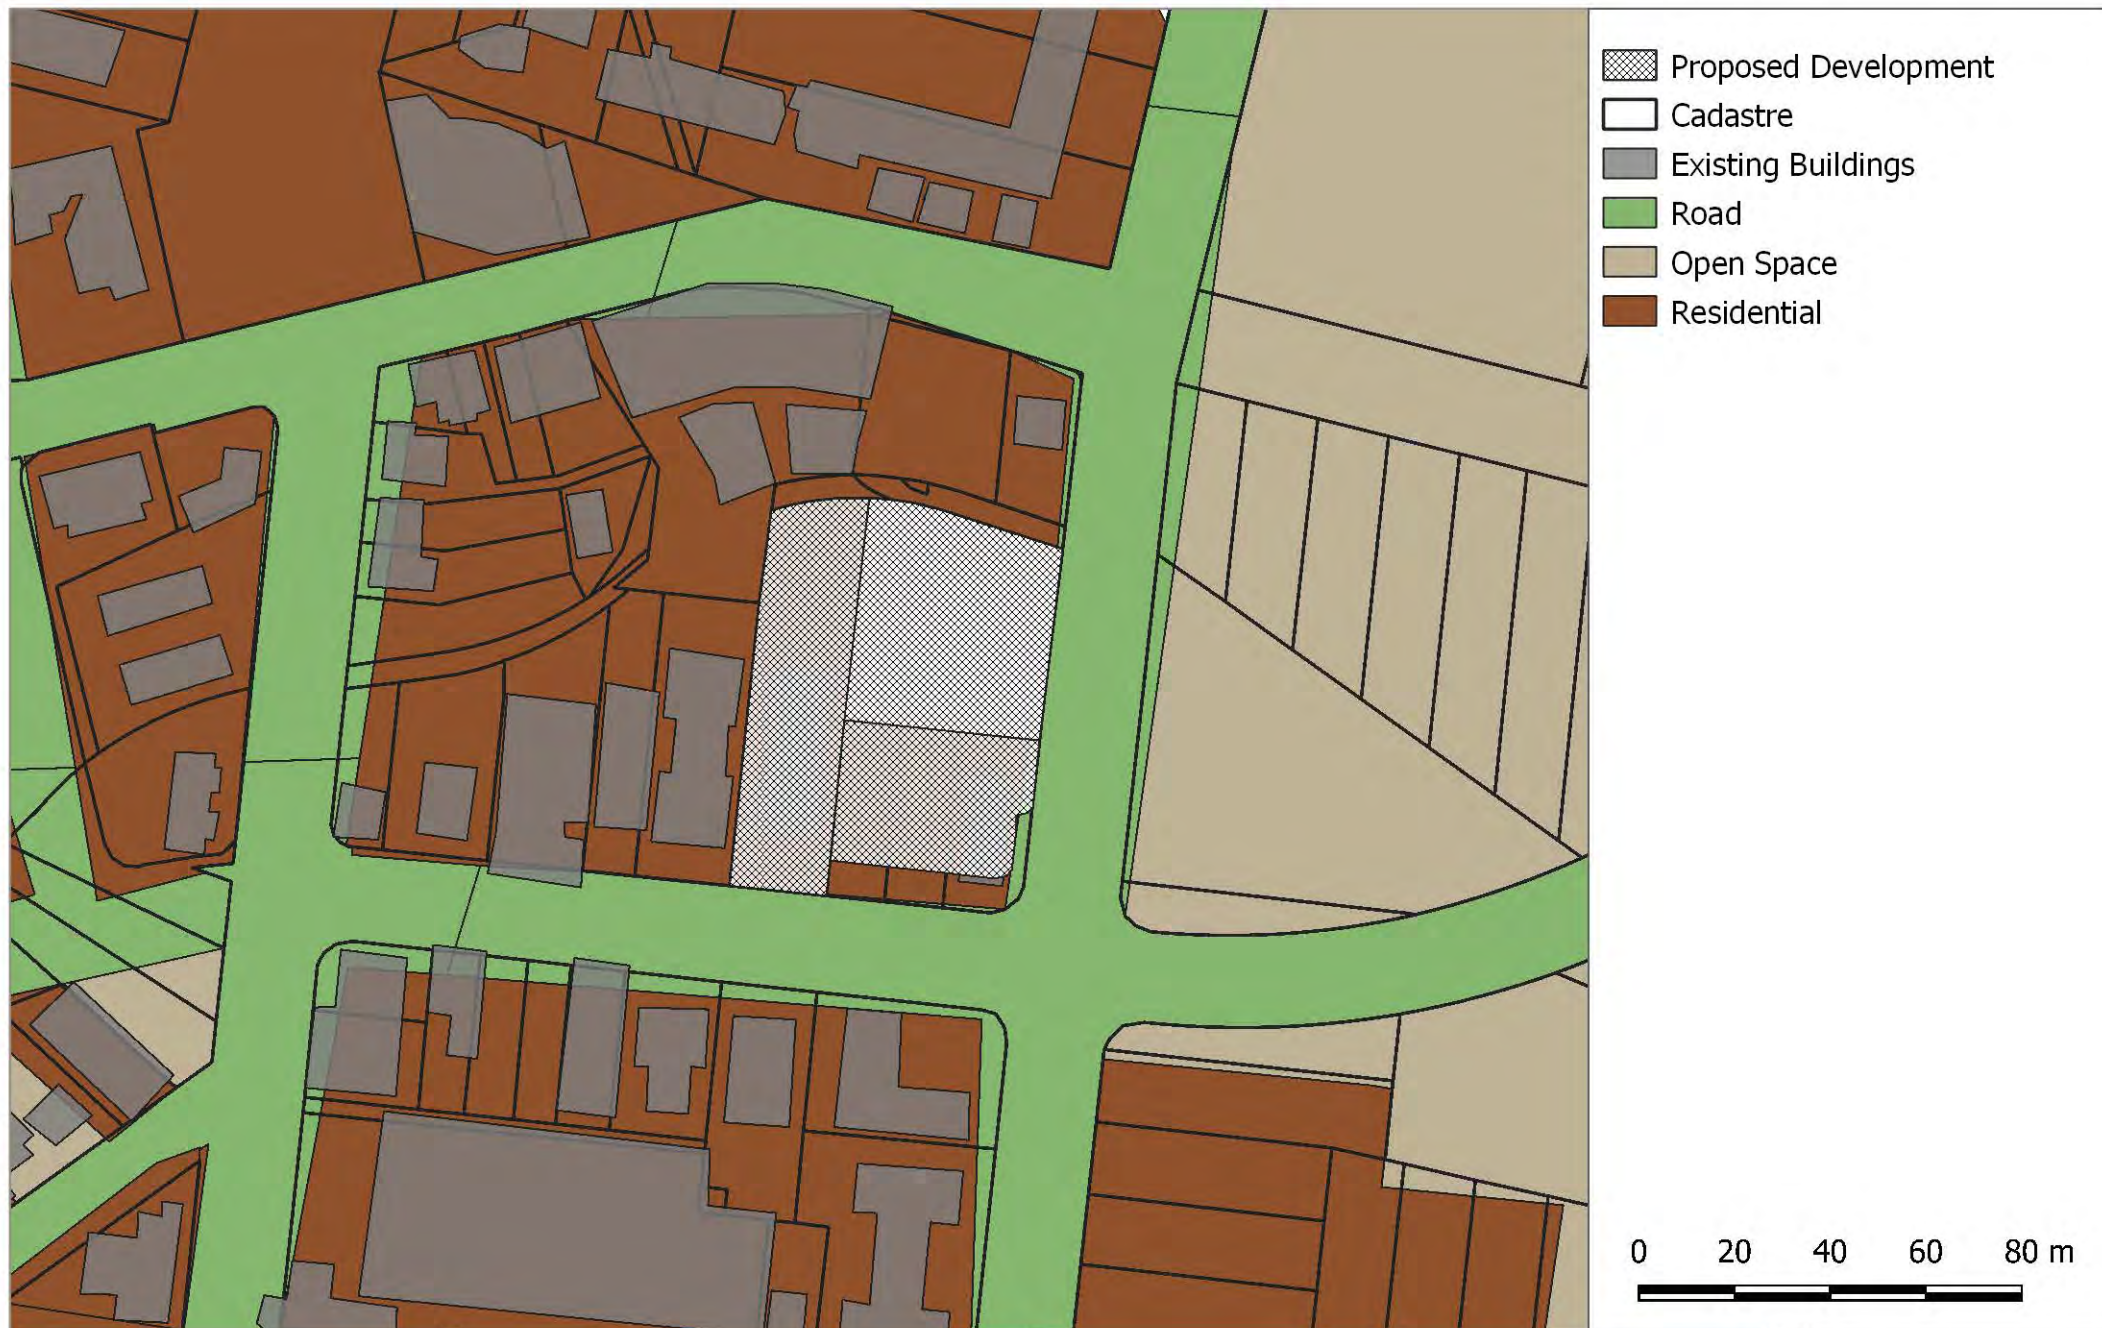 Proposed Development
Cadastre
Existing Buildings
Road
Open Space
Residential
0 20 40 60 80 m